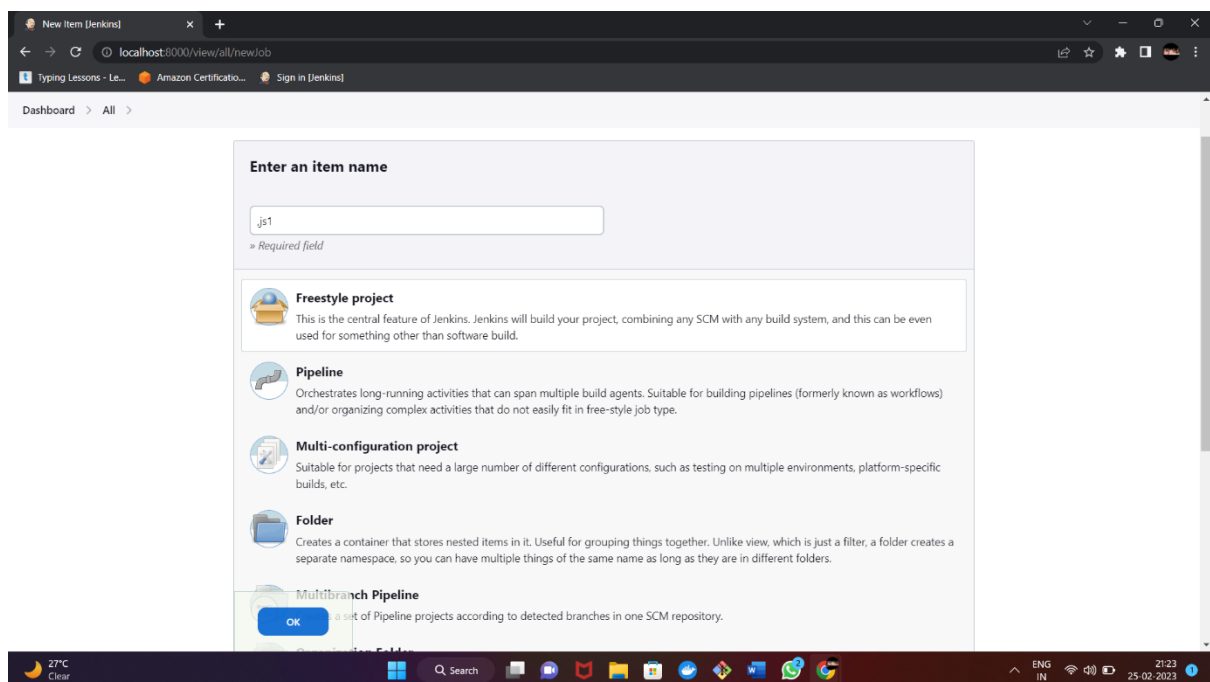 New Item [Jenkins]
localhost:8000/view/all/newJob
Typing Lessons - Le... Amazon Certificatio... Sign in [Jenkins]
Dashboard > All >
Enter an item name
.js1
» Required field
Freestyle project
This is the central feature of Jenkins. Jenkins will build your project, combining any SCM with any build system, and this can be even
used for something other than software build.
Pipeline
Orchestrates long-running activities that can span multiple build agents. Suitable for building pipelines (formerly known as workflows)
and/or organizing complex activities that do not easily fit in free-style job type.
Multi-configuration project
Suitable for projects that need a large number of different configurations, such as testing on multiple environments, platform-specific
builds, etc.
Folder
Creates a container that stores nested items in it. Useful for grouping things together. Unlike view, which is just a filter, a folder creates a
separate namespace, so you can have multiple things of the same name as long as they are in different folders.
Multibranch Pipeline
a set of Pipeline projects according to detected branches in one SCM repository.
OK
27°C
Clear
Search
2
ENG
IN
21:23
25-02-2023
1